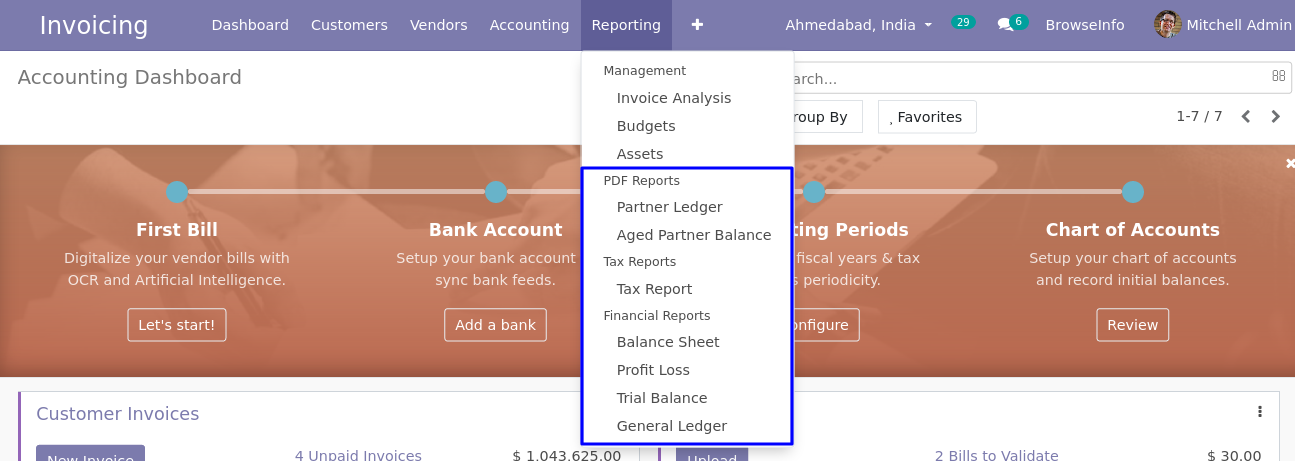 Invoicing Dashboard Customers Vendors Accounting Reporting + Ahmedabad, India 29 6 BrowseInfo Mitchell Admin
Accounting Dashboard
arch...
roup By Favorites 1-7 / 7
Management
Invoice Analysis
Budgets
Assets
PDF Reports
Partner Ledger
Aged Partner Balance
Tax Reports
Tax Report
Financial Reports
Balance Sheet
Profit Loss
Trial Balance
General Ledger
First Bill
Digitalize your vendor bills with
OCR and Artificial Intelligence.
Let's start!
Bank Account
Setup your bank account
sync bank feeds.
Add a bank
ting Periods
fiscal years & tax
s periodicity.
onfigure
Chart of Accounts
Setup your chart of accounts
and record initial balances.
Review
Customer Invoices
New Invoice 4 Unpaid Invoices $ 1,043,625.00
Upload 2 Bills to Validate $ 30.00